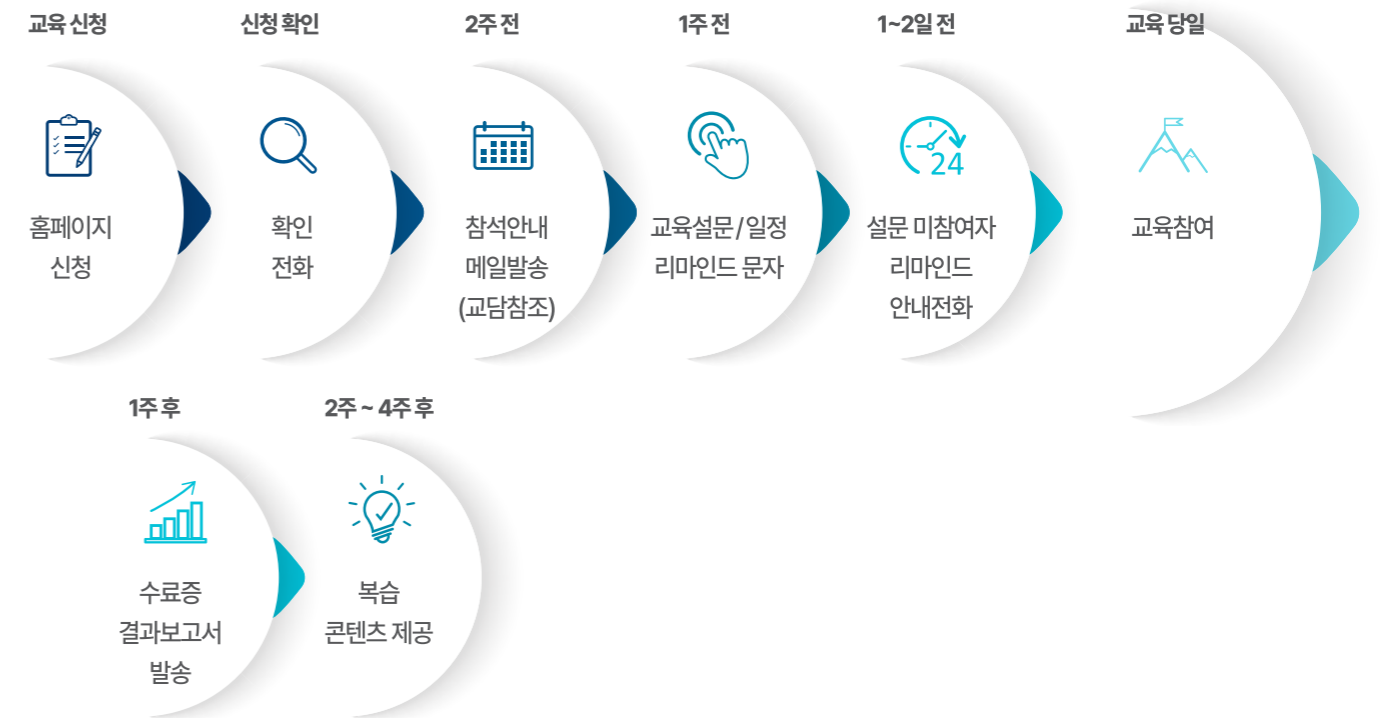 교육 신청
홈페이지
신청
신청 확인
확인
전화
2주 전
참석안내
메일발송
(교담참조)
1주 전
교육설문 / 일정
리마인드 문자
1~2일 전
24
설문 미참여자
리마인드
안내전화
교육 당일
교육참여
1주 후
수료증
결과보고서
발송
2주 ~ 4주 후
복습
콘텐츠 제공